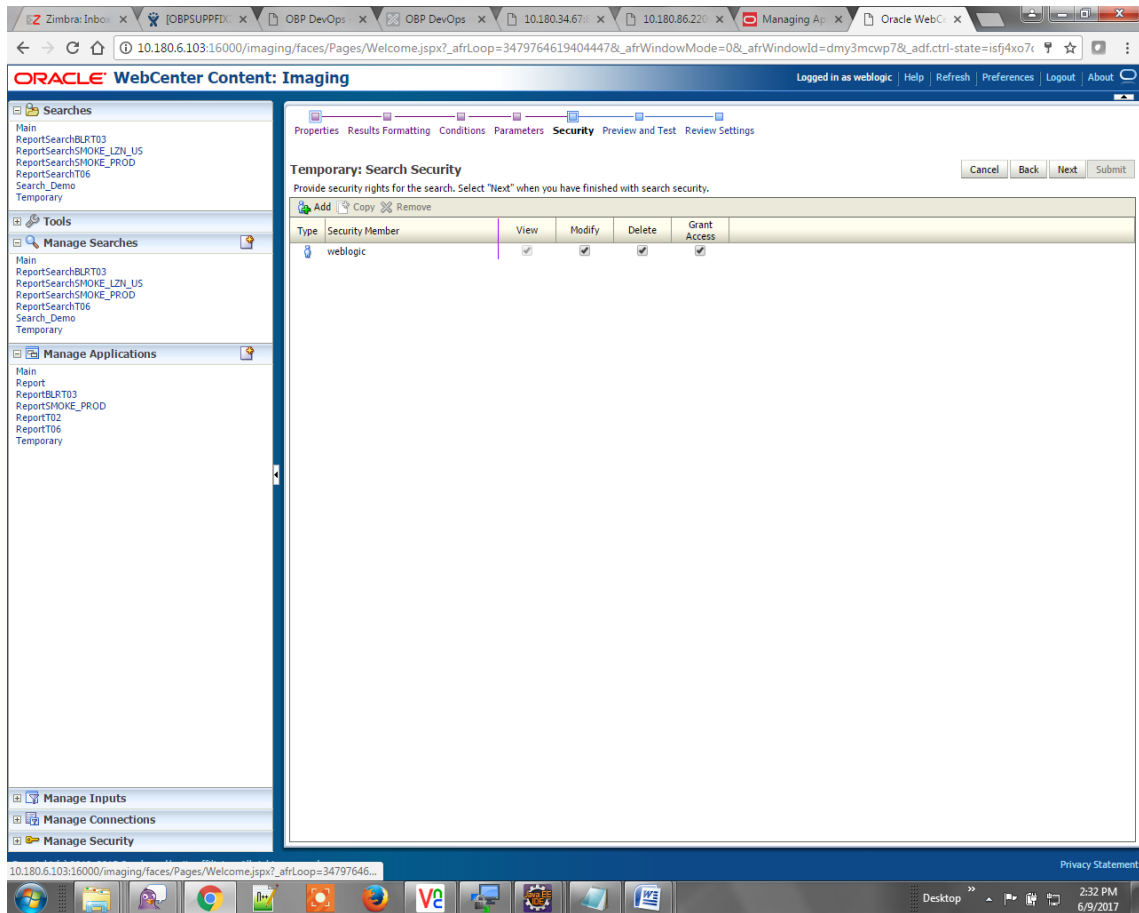 Zimbra: Inbo
[OBPSUPPFIX
OBP DevOps
OBP DevOps
10.180.34.67:
10.180.86.220
Managing Ap
Oracle WebCe
10.180.6.103:16000/imaging/faces/Pages/Welcome.jspx?_afrLoop=3479764619404447&_afrWindowMode=0&_afrWindowId=dmy3mcwp7&_adf.ctrl-state=isfj4xo7c
ORACLE WebCenter Content: Imaging
Logged in as weblogic Help Refresh Preferences Logout About
Searches
Main
ReportSearchBLRT03
ReportSearchSMOKE_LZN_US
ReportSearchSMOKE_PROD
ReportSearchT06
Search_Demo
Temporary
Tools
Manage Searches
Main
ReportSearchBLRT03
ReportSearchSMOKE_LZN_US
ReportSearchSMOKE_PROD
ReportSearchT06
Search_Demo
Temporary
Manage Applications
Main
Report
ReportBLRT03
ReportSMOKE_PROD
ReportT02
ReportT06
Temporary
Manage Inputs
Manage Connections
Manage Security
Properties Results Formatting Conditions Parameters Security Preview and Test Review Settings
Temporary: Search Security
Cancel Back Next Submit
Provide security rights for the search. Select "Next" when you have finished with search security.
Add Copy Remove
Type Security Member View Modify Delete Grant Access
weblogic
Privacy Statement
10.180.6.103:16000/imaging/faces/Pages/Welcome.jspx?_afrLoop=34797646...
Desktop
2:32 PM
6/9/2017